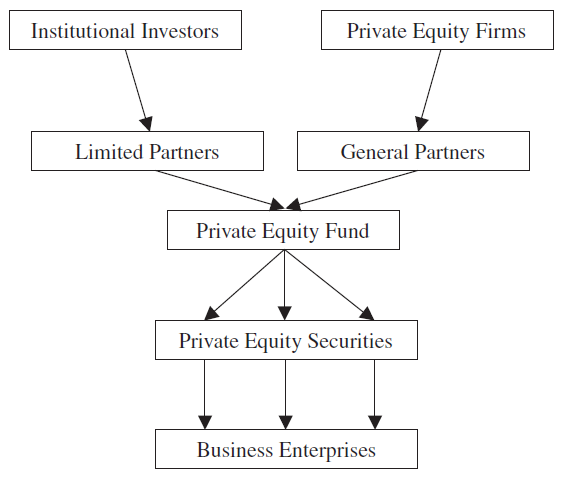 Institutional Investors
Private Equity Firms
Limited Partners
General Partners
Private Equity Fund
Private Equity Securities
Business Enterprises